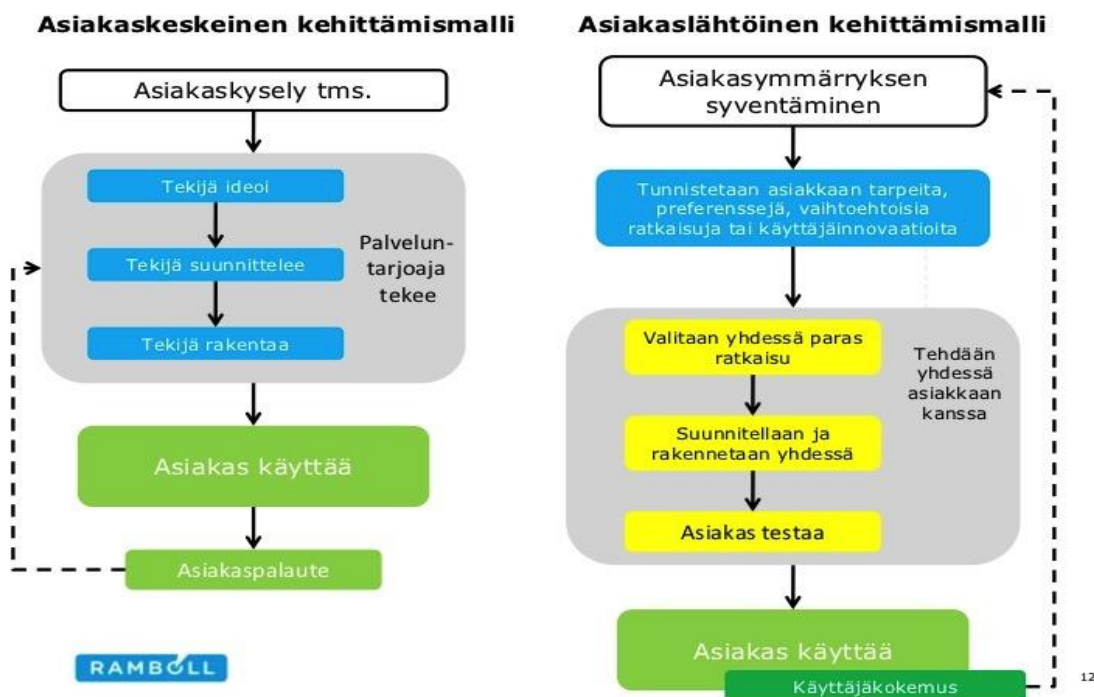 Asiakaskeskeinen kehittämismalli
Asiakaskysely tms.
Tekijä ideoi
Tekijä suunnittelee
Tekijä rakentaa
Palvelun-
tarjoaja
tekee
Asiakas käyttää
Asiakaspalaute
RAMBOLL
Asiakaslähtöinen kehittämismalli
Asiakasymmärryksen
syventäminen
Tunnistetaan asiakkaan tarpeita,
preferenssejä, vaihtoehtoisia
ratkaisuja tai käyttäjäinnovaatioita
Valitaan yhdessä paras
ratkaisu
Suunnitellaan ja
rakennetaan yhdessä
Asiakas testaa
Tehdään
yhdessä
asiakkaan
kanssa
Asiakas käyttää
Käyttäjäkokemus
12